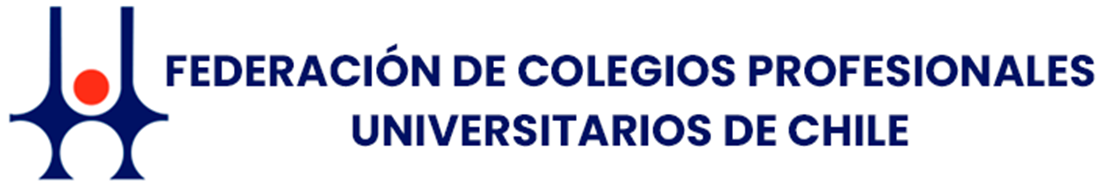 FEDERACIÓN DE COLEGIOS PROFESIONALES
UNIVERSITARIOS DE CHILE